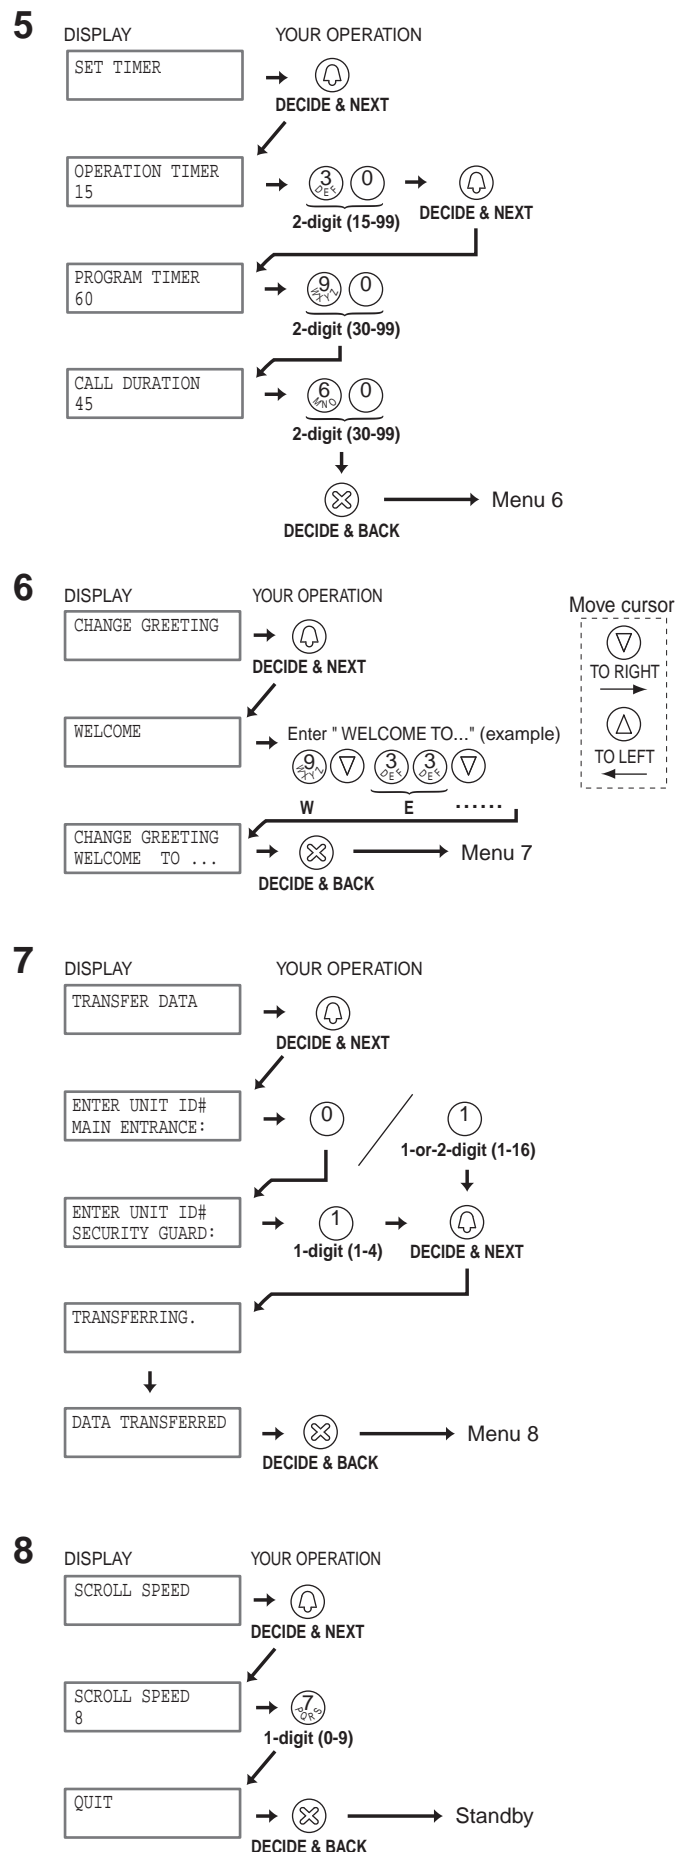 5
DISPLAY YOUR OPERATION
SET TIMER
DECIDE & NEXT
OPERATION TIMER
15
3 DEF 0
2-digit (15-99) DECIDE & NEXT
PROGRAM TIMER
60
9 WXYZ 0
2-digit (30-99)
CALL DURATION
45
6 MNO 0
2-digit (30-99)
Menu 6
DECIDE & BACK
6
DISPLAY YOUR OPERATION
CHANGE GREETING
DECIDE & NEXT
Move cursor
TO RIGHT
TO LEFT
WELCOME
Enter " WELCOME TO..." (example)
9 WXYZ 3 DEF 3 DEF
W E ......
CHANGE GREETING
WELCOME TO ...
Menu 7
DECIDE & BACK
7
DISPLAY YOUR OPERATION
TRANSFER DATA
DECIDE & NEXT
ENTER UNIT ID#
MAIN ENTRANCE:
0 / 1
1-or-2-digit (1-16)
ENTER UNIT ID#
SECURITY GUARD:
1
1-digit (1-4) DECIDE & NEXT
TRANSFERRING.
DATA TRANSFERRED
Menu 8
DECIDE & BACK
8
DISPLAY YOUR OPERATION
SCROLL SPEED
DECIDE & NEXT
SCROLL SPEED
8
7 PQRS
1-digit (0-9)
QUIT
Standby
DECIDE & BACK